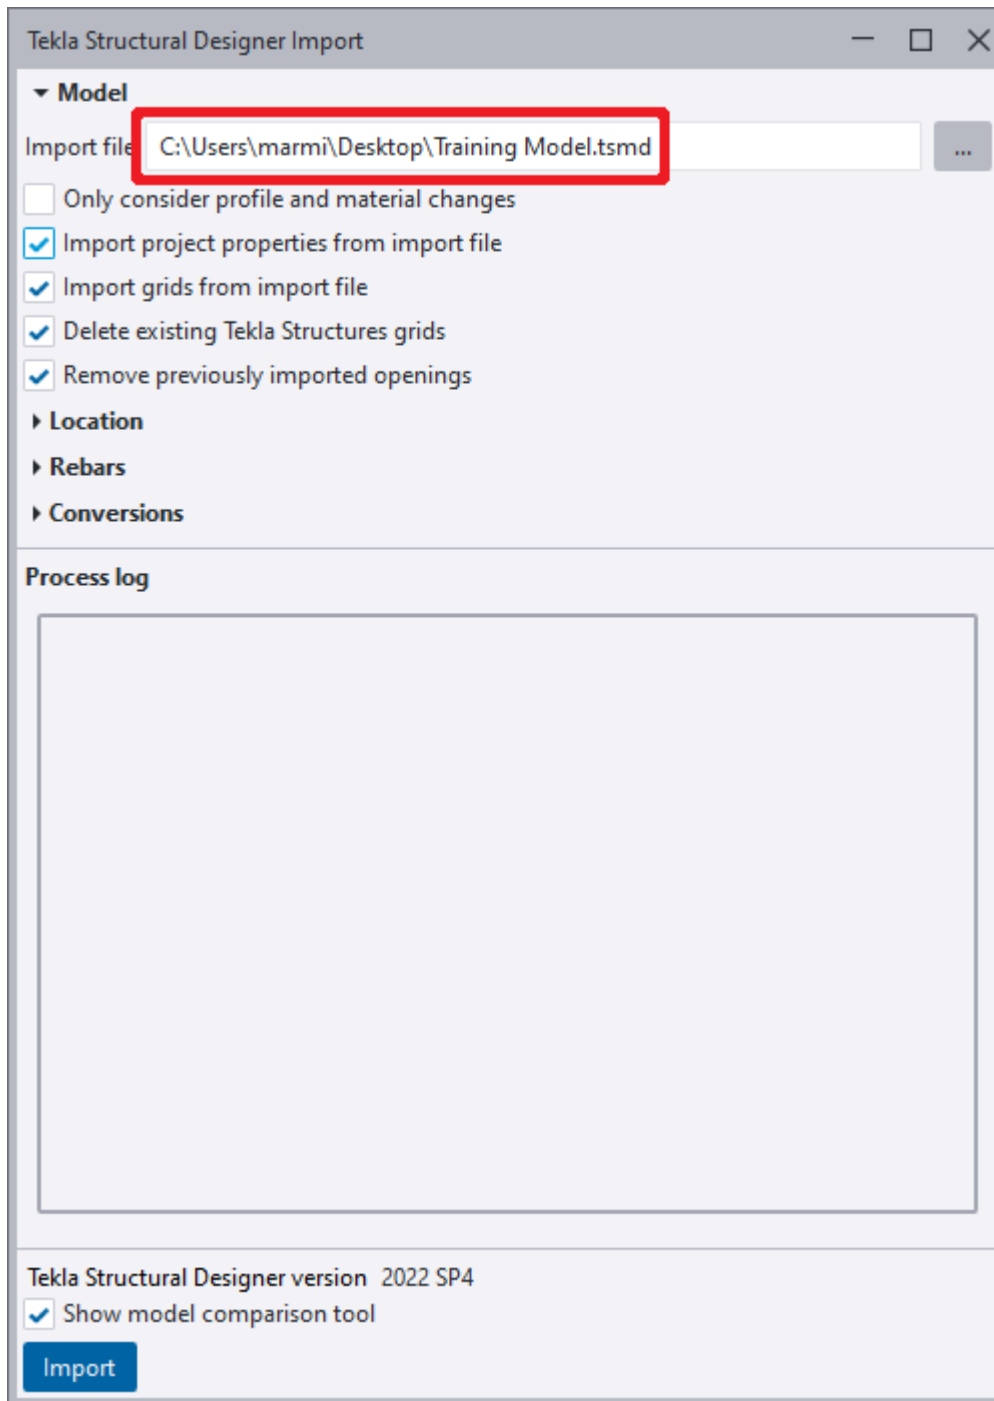 Tekla Structural Designer Import
Model
Import file C:\Users\marmi\Desktop\Training Model.tsmd ...
Only consider profile and material changes
Import project properties from import file
Import grids from import file
Delete existing Tekla Structures grids
Remove previously imported openings
Location
Rebars
Conversions
Process log
Tekla Structural Designer version 2022 SP4
Show model comparison tool
Import